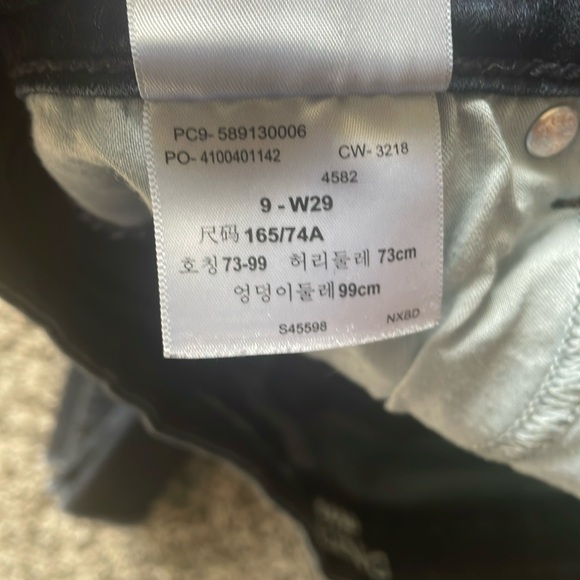 PC9- 589130006
PO- 4100401142 CW- 3218
4582
9 - W29
尺码 165/74A
호칭 73-99 허리둘레 73cm
엉덩이둘레 99cm
S45598 NX8D